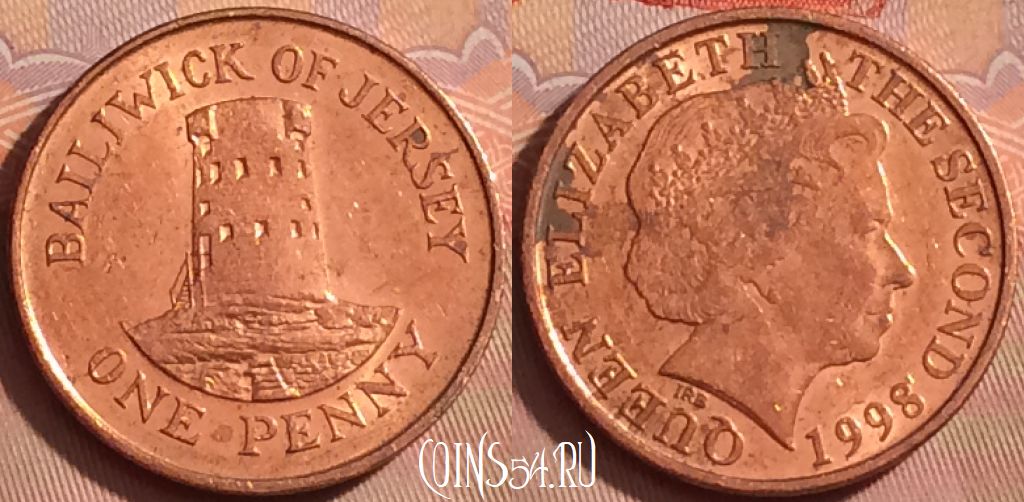 BAILIWICK OF JERSEY
ONE PENNY
QUEEN ELIZABETH THE SECOND
1998
IRB
COINS54.RU